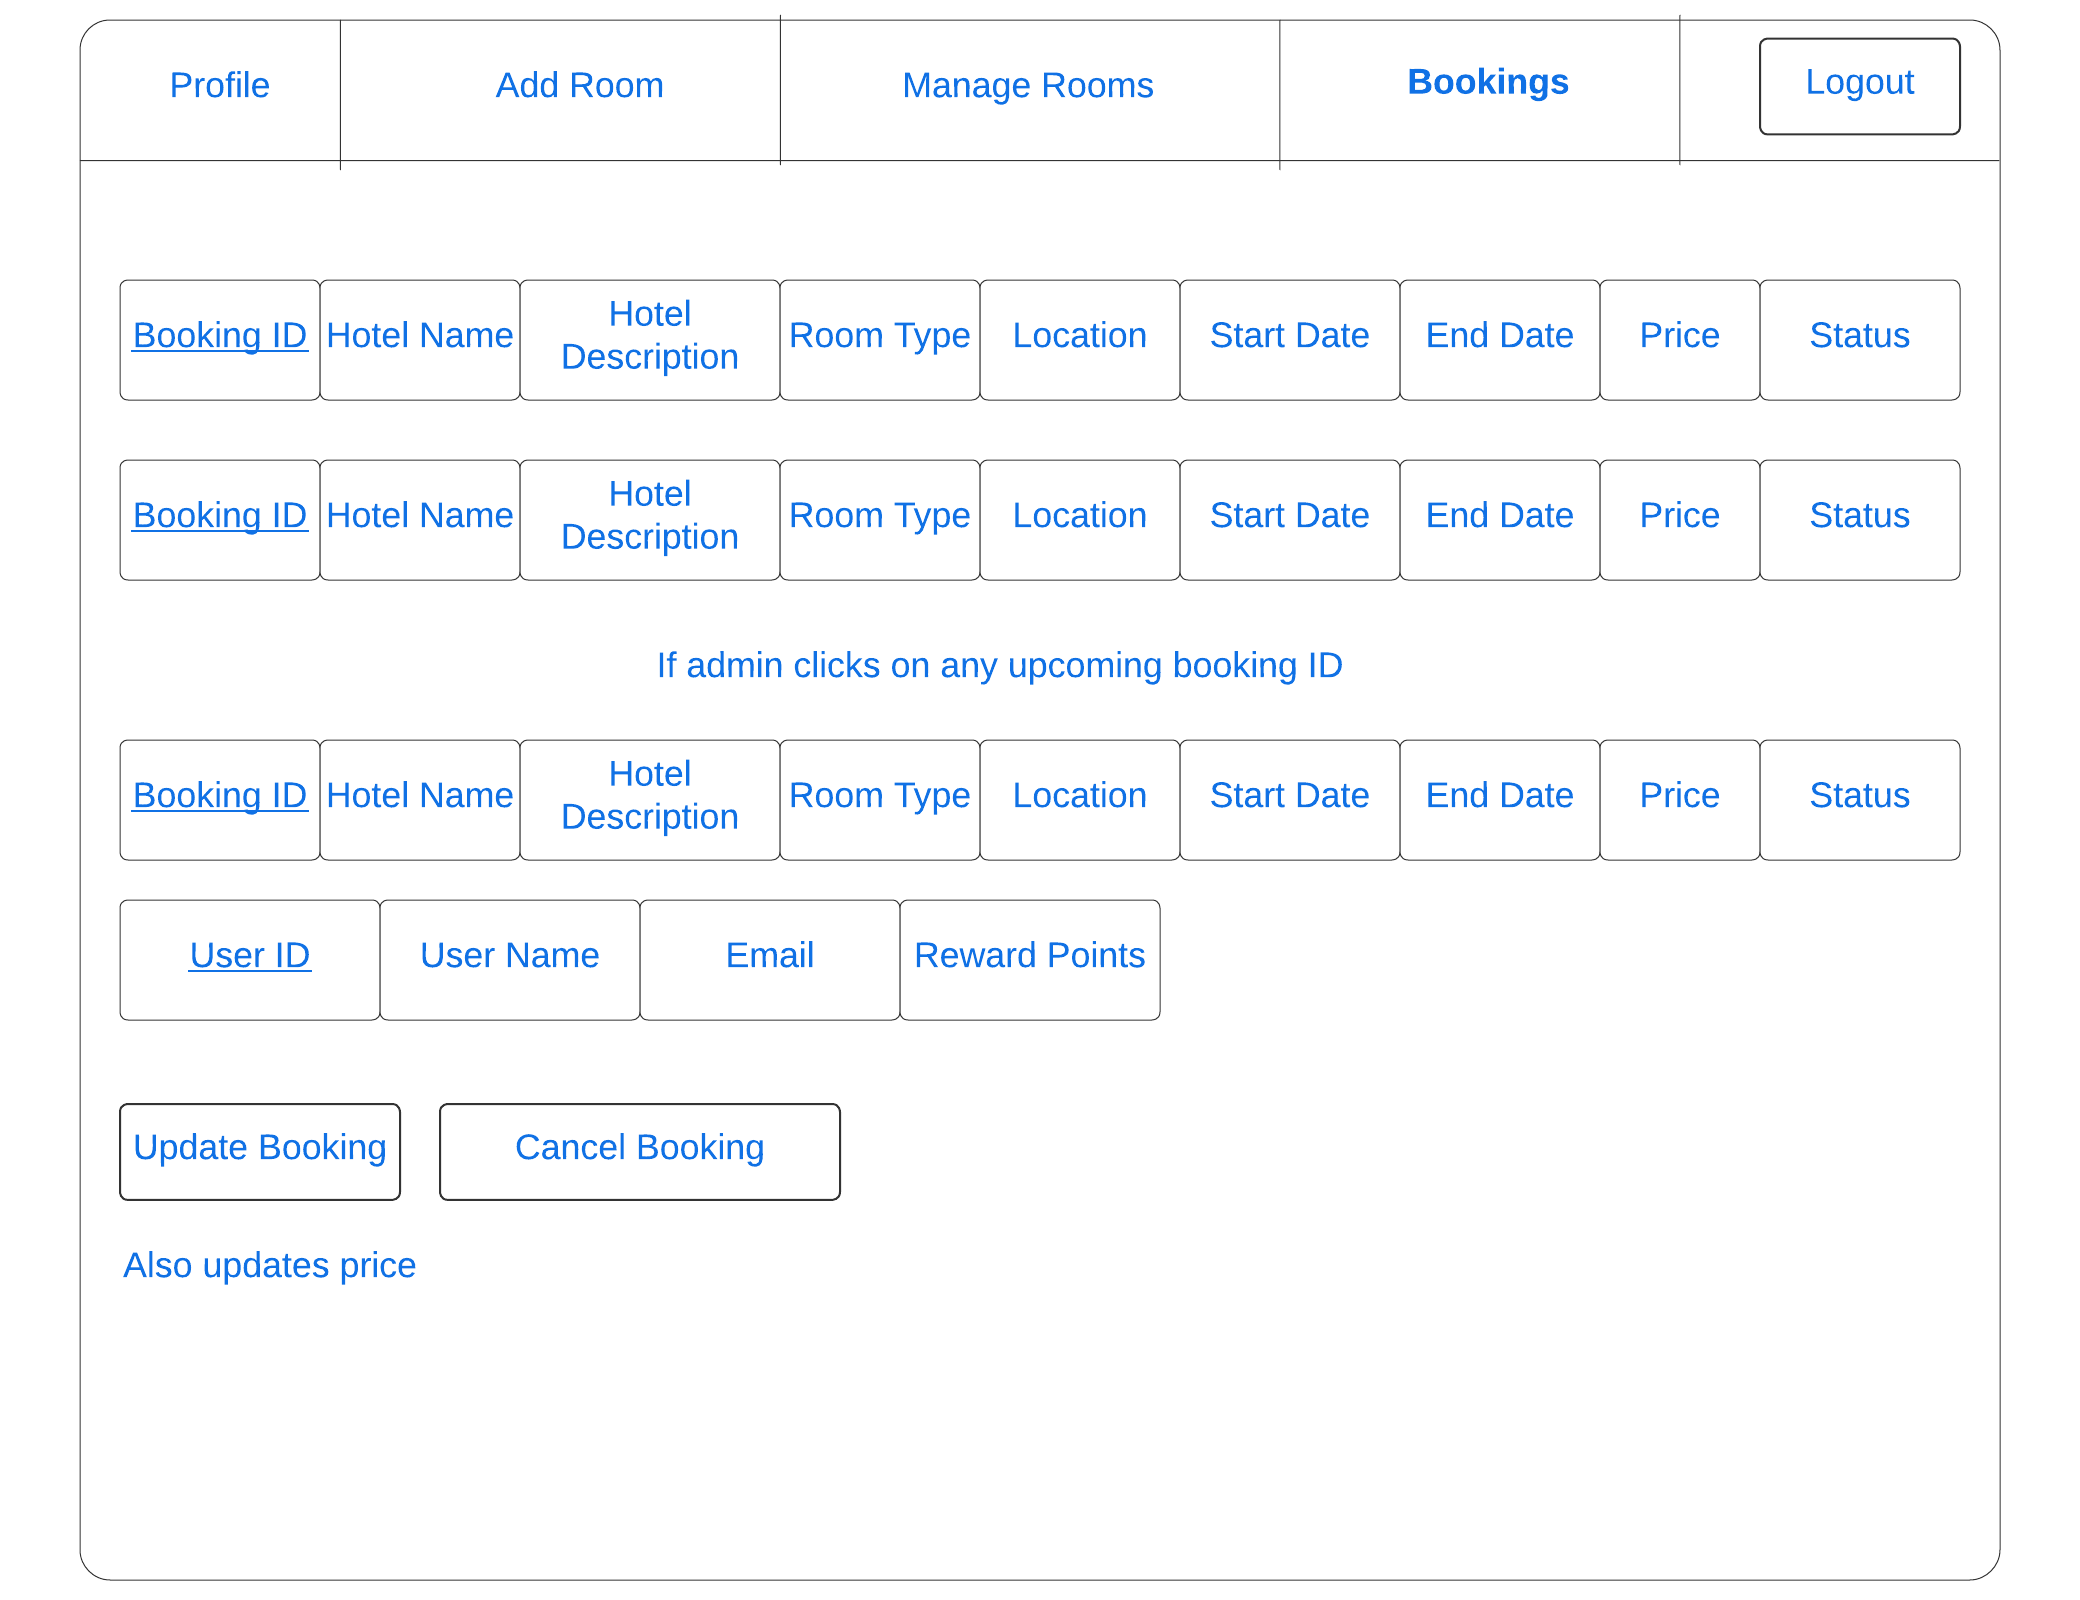 Profile Add Room Manage Rooms Bookings Logout
Booking ID Hotel Name Hotel Description Room Type Location Start Date End Date Price Status
Booking ID Hotel Name Hotel Description Room Type Location Start Date End Date Price Status
If admin clicks on any upcoming booking ID
Booking ID Hotel Name Hotel Description Room Type Location Start Date End Date Price Status
User ID User Name Email Reward Points
Update Booking Cancel Booking
Also updates price